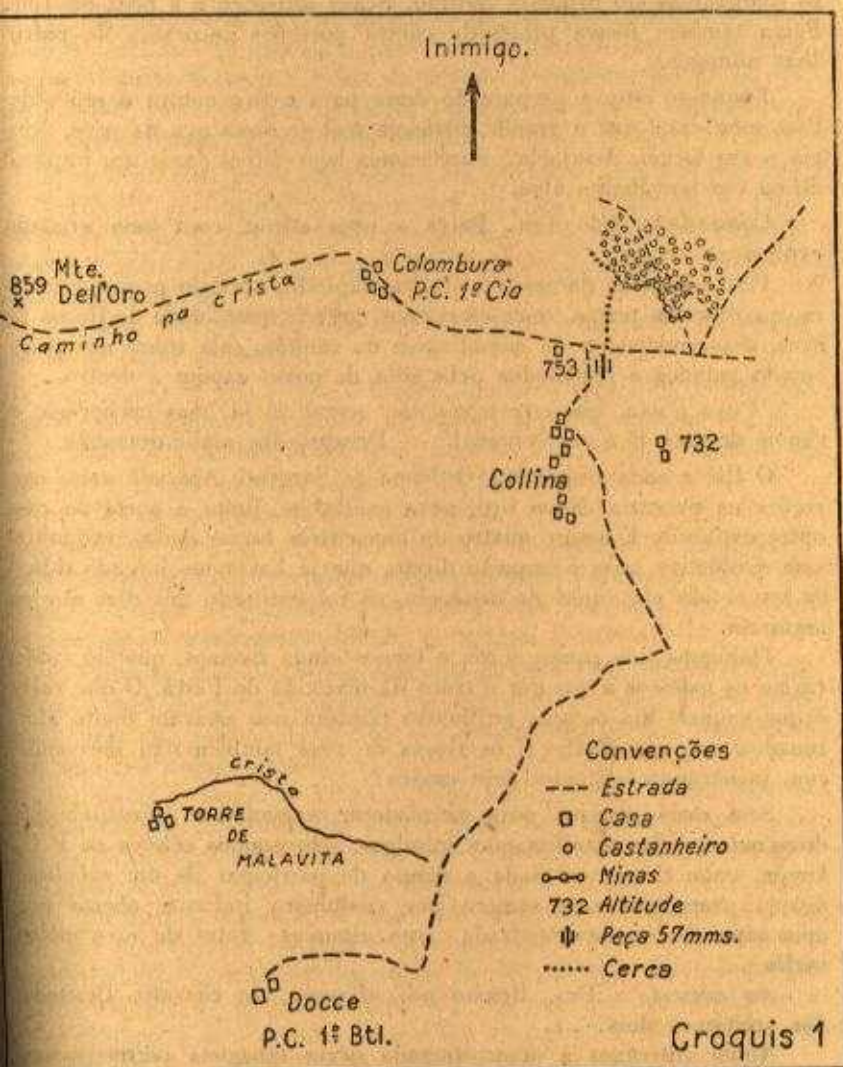 Inimigo.
859
Mte.
Dell'Oro
Caminho na crista
Colombura
P.C. 1ª Cia
753
732
Collina
crista
TORRE
DE
MALAVITA
Docce
P.C. 1º Btl.
Convenções
Estrada
Casa
Castanheiro
Minas
732 Altitude
Peça 57mms.
Cerca
Croquis 1